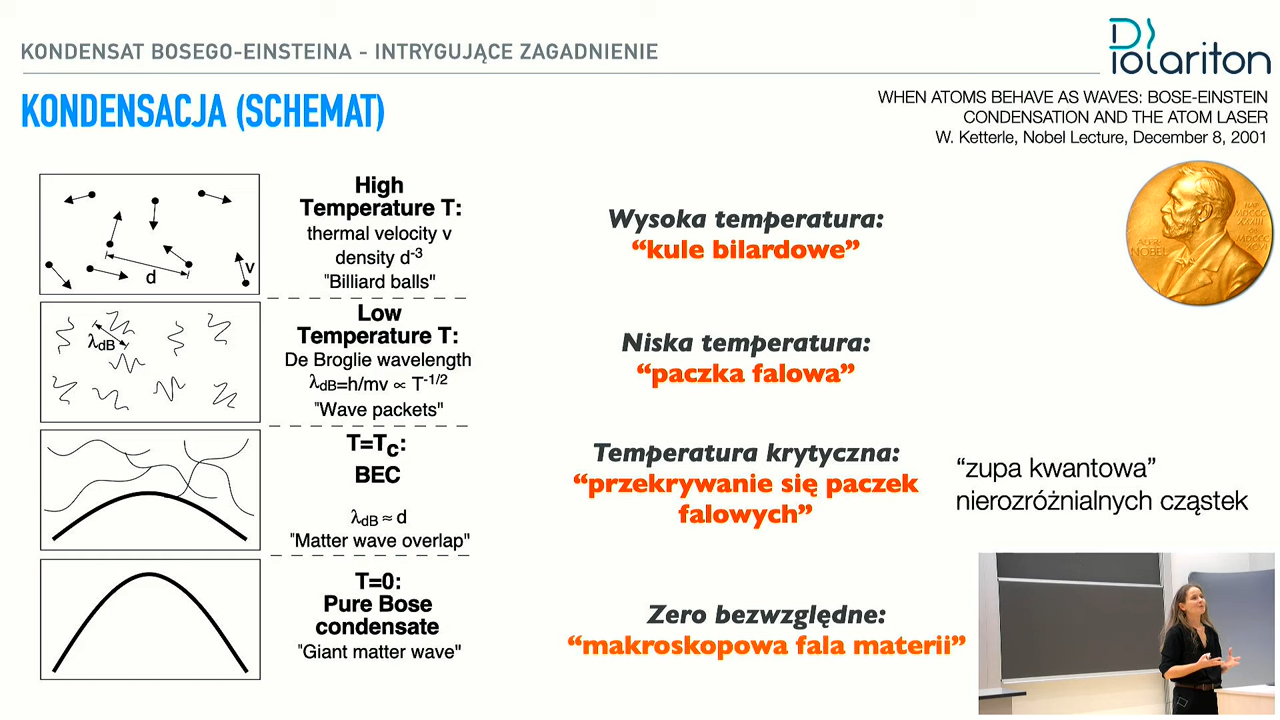 KONDENSAT BOSEGO-EINSTEINA - INTRYGUJĄCE ZAGADNIENIE
Polariton
KONDENSACJA (SCHEMAT)
WHEN ATOMS BEHAVE AS WAVES: BOSE-EINSTEIN
CONDENSATION AND THE ATOM LASER
W. Ketterle, Nobel Lecture, December 8, 2001
d
v
High
Temperature T:
thermal velocity v
density d⁻³
"Billiard balls"
Wysoka temperatura:
“kule bilardowe”
ALFR.
NOBEL
λdB
Low
Temperature T:
De Broglie wavelength
λdB=h/mv ∝ T⁻¹/²
"Wave packets"
Niska temperatura:
“paczka falowa”
T=Tc:
BEC
λdB ≈ d
"Matter wave overlap"
Temperatura krytyczna:
“przekrywanie się paczek
falowych”
“zupa kwantowa”
nierozróżnialnych cząstek
T=0:
Pure Bose
condensate
"Giant matter wave"
Zero bezwzględne:
“makroskopowa fala materii”